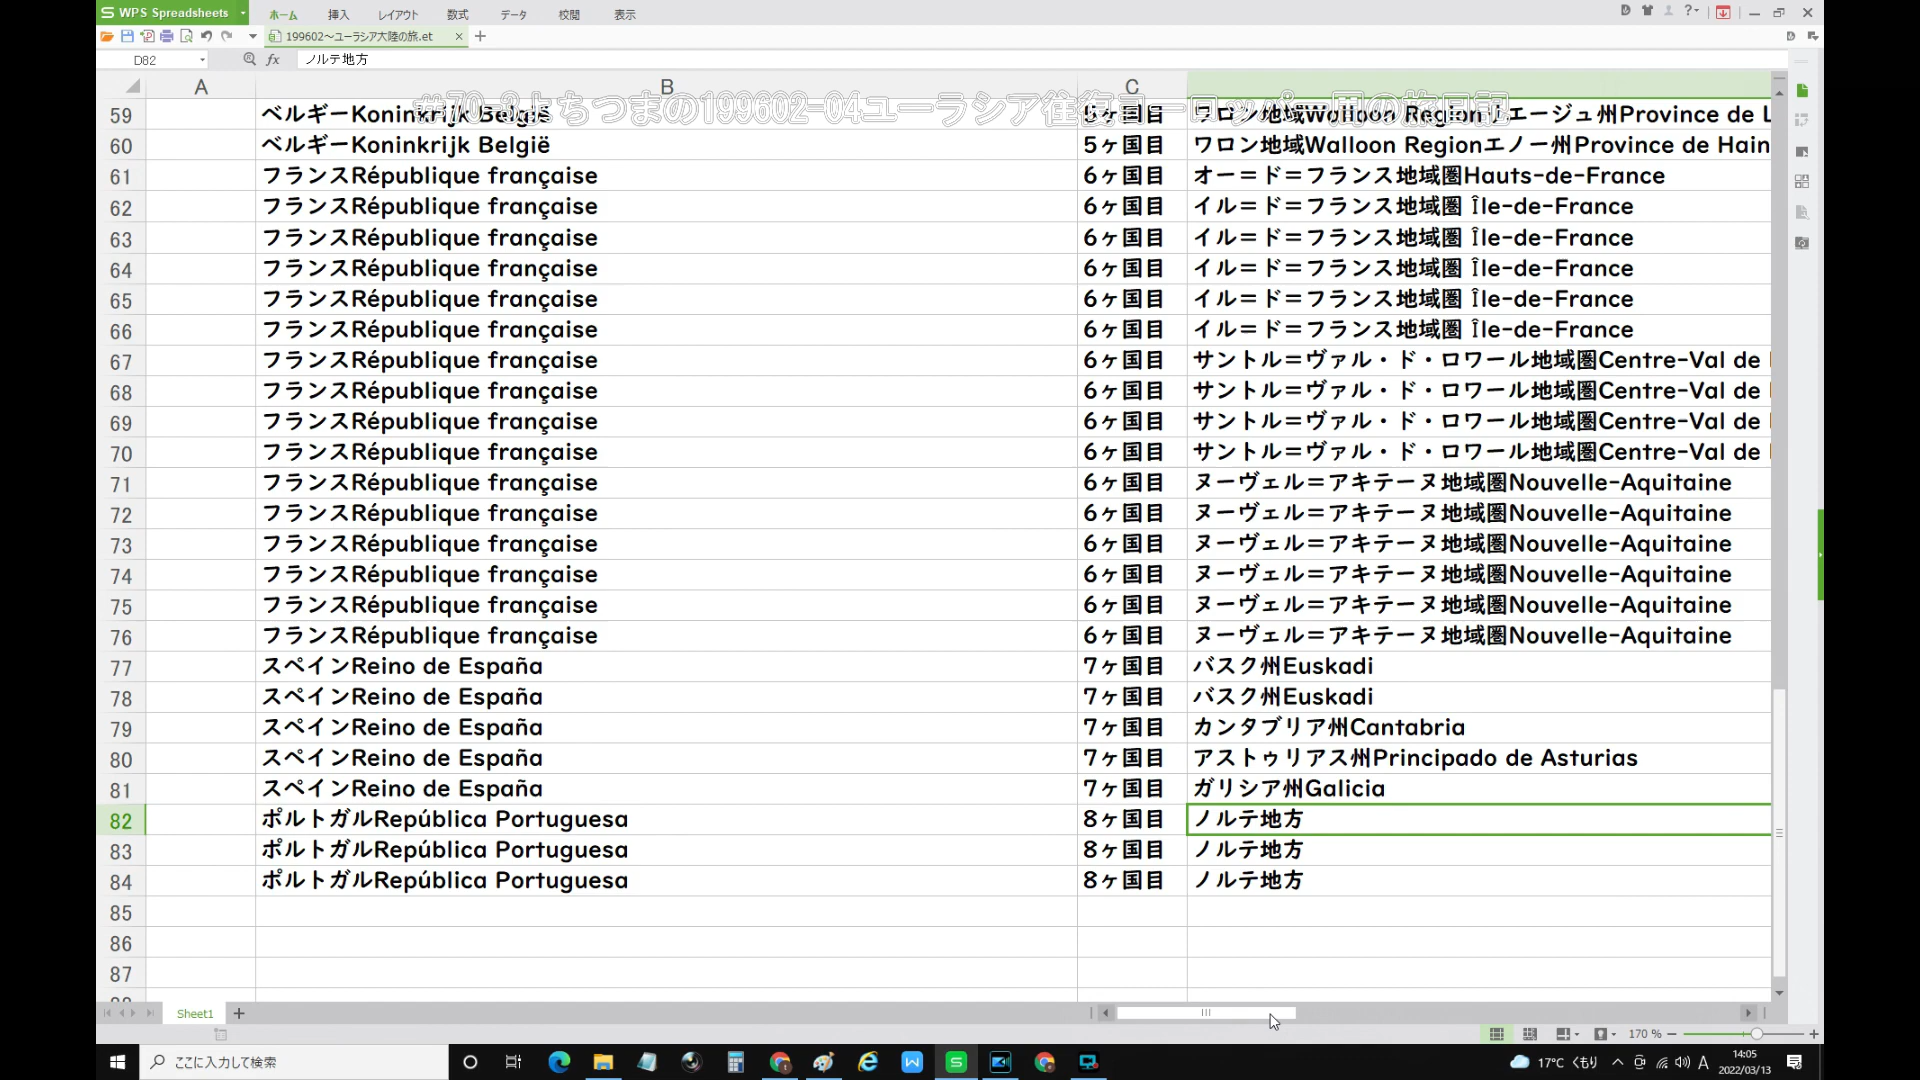 WPS Spreadsheets ホーム 挿入 レイアウト 数式 データ 校閲 表示
199602～ユーラシア大陸の旅.et
D82 fx ノルテ地方
A B C
#70-3よちつまの199602-04ユーラシア往復ヨーロッパ一周の旅日記
59 ベルギーKoninkrijk België 5ヶ国目 ワロン地域Walloon Regionリエージュ州Province de L
60 ベルギーKoninkrijk België 5ヶ国目 ワロン地域Walloon Regionエノー州Province de Hain
61 フランスRépublique française 6ヶ国目 オー＝ド＝フランス地域圏Hauts-de-France
62 フランスRépublique française 6ヶ国目 イル＝ド＝フランス地域圏 Île-de-France
63 フランスRépublique française 6ヶ国目 イル＝ド＝フランス地域圏 Île-de-France
64 フランスRépublique française 6ヶ国目 イル＝ド＝フランス地域圏 Île-de-France
65 フランスRépublique française 6ヶ国目 イル＝ド＝フランス地域圏 Île-de-France
66 フランスRépublique française 6ヶ国目 イル＝ド＝フランス地域圏 Île-de-France
67 フランスRépublique française 6ヶ国目 サントル＝ヴァル・ド・ロワール地域圏Centre-Val de
68 フランスRépublique française 6ヶ国目 サントル＝ヴァル・ド・ロワール地域圏Centre-Val de
69 フランスRépublique française 6ヶ国目 サントル＝ヴァル・ド・ロワール地域圏Centre-Val de
70 フランスRépublique française 6ヶ国目 サントル＝ヴァル・ド・ロワール地域圏Centre-Val de
71 フランスRépublique française 6ヶ国目 ヌーヴェル＝アキテーヌ地域圏Nouvelle-Aquitaine
72 フランスRépublique française 6ヶ国目 ヌーヴェル＝アキテーヌ地域圏Nouvelle-Aquitaine
73 フランスRépublique française 6ヶ国目 ヌーヴェル＝アキテーヌ地域圏Nouvelle-Aquitaine
74 フランスRépublique française 6ヶ国目 ヌーヴェル＝アキテーヌ地域圏Nouvelle-Aquitaine
75 フランスRépublique française 6ヶ国目 ヌーヴェル＝アキテーヌ地域圏Nouvelle-Aquitaine
76 フランスRépublique française 6ヶ国目 ヌーヴェル＝アキテーヌ地域圏Nouvelle-Aquitaine
77 スペインReino de España 7ヶ国目 バスク州Euskadi
78 スペインReino de España 7ヶ国目 バスク州Euskadi
79 スペインReino de España 7ヶ国目 カンタブリア州Cantabria
80 スペインReino de España 7ヶ国目 アストゥリアス州Principado de Asturias
81 スペインReino de España 7ヶ国目 ガリシア州Galicia
82 ポルトガルRepública Portuguesa 8ヶ国目 ノルテ地方
83 ポルトガルRepública Portuguesa 8ヶ国目 ノルテ地方
84 ポルトガルRepública Portuguesa 8ヶ国目 ノルテ地方
85
86
87
Sheet1
170 %
ここに入力して検索 17°C くもり A 14:05
2022/03/13